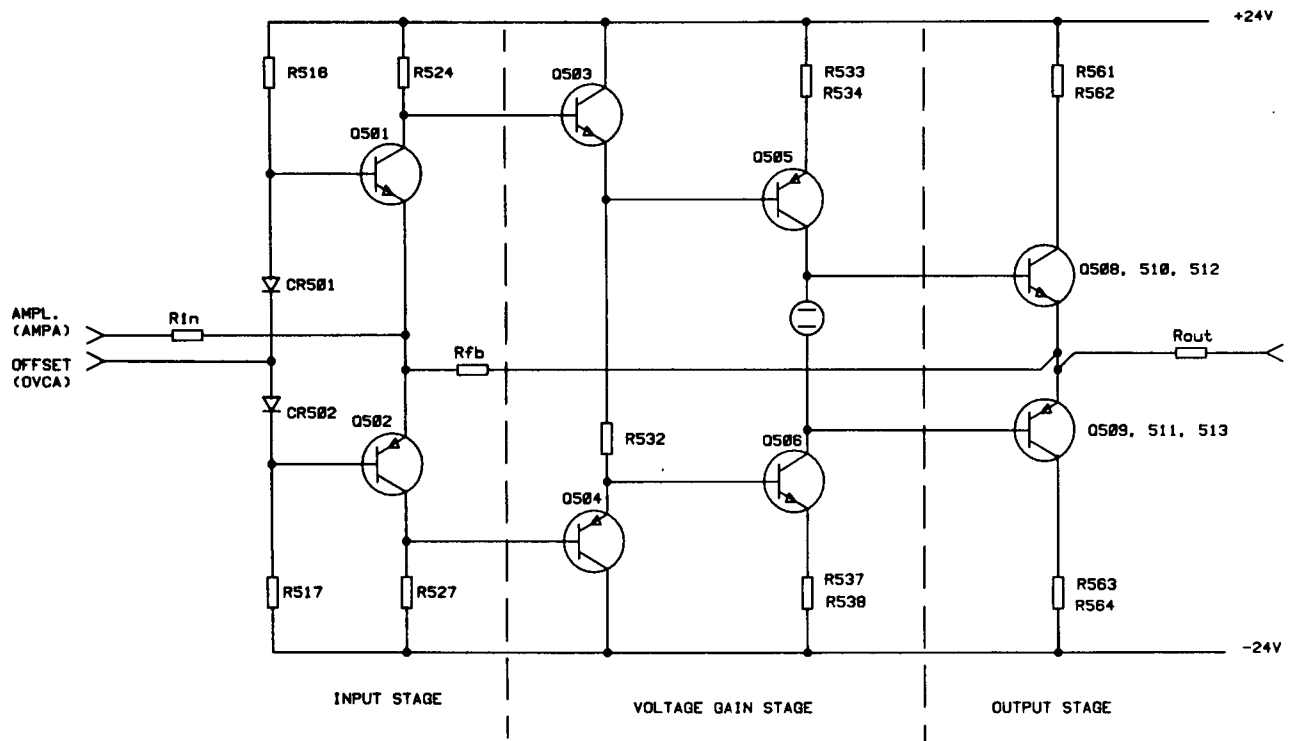 +24V
R516
R524
Q503
R533
R534
R561
R562
Q501
Q505
CR501
Q508, 510, 512
AMPL.
(AMPA)
Rin
OFFSET
(OVCA)
Rfb
Rout
CR502
Q502
R532
Q506
Q509, 511, 513
Q504
R517
R527
R537
R538
R563
R564
-24V
INPUT STAGE
VOLTAGE GAIN STAGE
OUTPUT STAGE